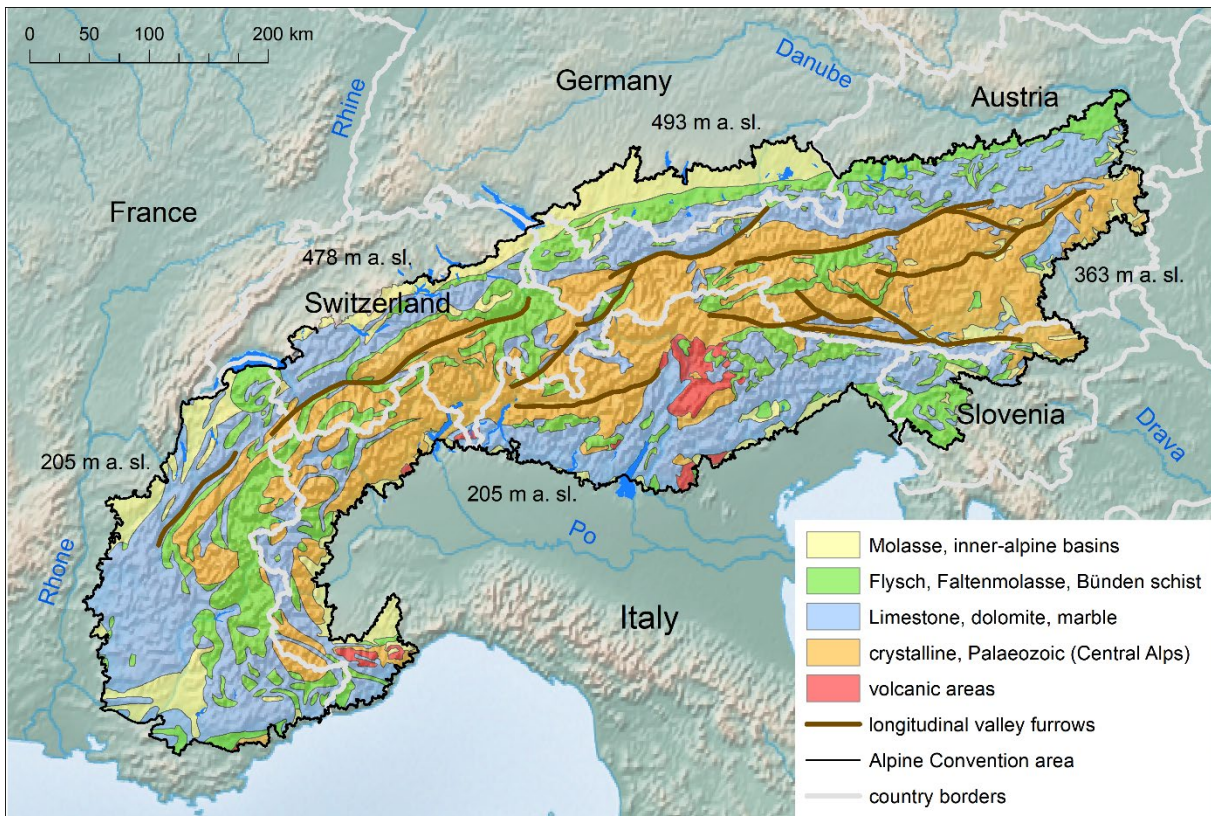 0 50 100 200 km
Germany
Danube
Austria
Rhine
493 m a. sl.
France
478 m a. sl.
Switzerland
363 m a. sl.
Slovenia
Drava
205 m a. sl.
205 m a. sl.
Po
Rhone
Italy
Molasse, inner-alpine basins
Flysch, Faltenmolasse, Bünden schist
Limestone, dolomite, marble
crystalline, Palaeozoic (Central Alps)
volcanic areas
longitudinal valley furrows
Alpine Convention area
country borders